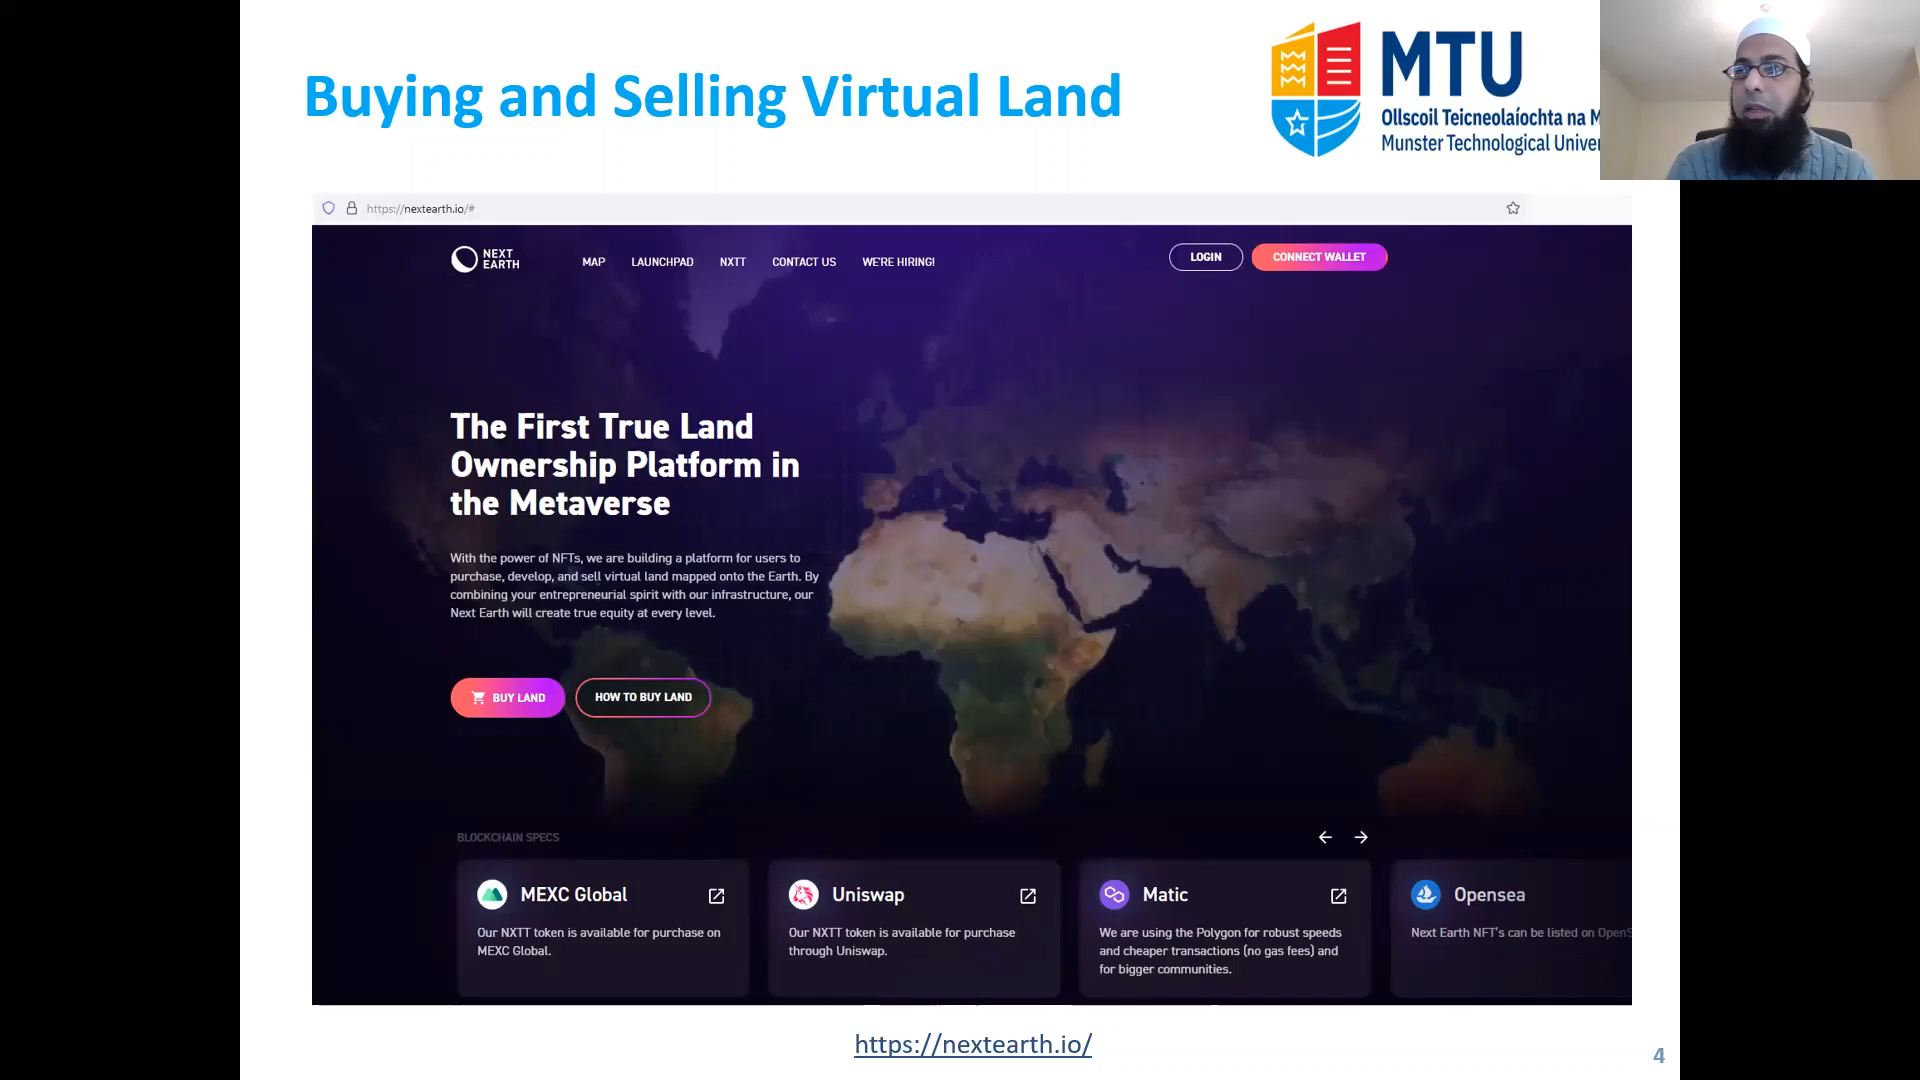 Buying and Selling Virtual Land
MTU
Ollscoil Teicneolaíochta na M
Munster Technological Univer
https://nextearth.io/#
NEXT
EARTH
MAP LAUNCHPAD NXTT CONTACT US WE'RE HIRING!
LOGIN CONNECT WALLET
The First True Land
Ownership Platform in
the Metaverse
With the power of NFTs, we are building a platform for users to
purchase, develop, and sell virtual land mapped onto the Earth. By
combining your entrepreneurial spirit with our infrastructure, our
Next Earth will create true equity at every level.
BUY LAND HOW TO BUY LAND
BLOCKCHAIN SPECS
MEXC Global
Our NXTT token is available for purchase on
MEXC Global.
Uniswap
Our NXTT token is available for purchase
through Uniswap.
Matic
We are using the Polygon for robust speeds
and cheaper transactions (no gas fees) and
for bigger communities.
Opensea
Next Earth NFT's can be listed on OpenS
https://nextearth.io/
4